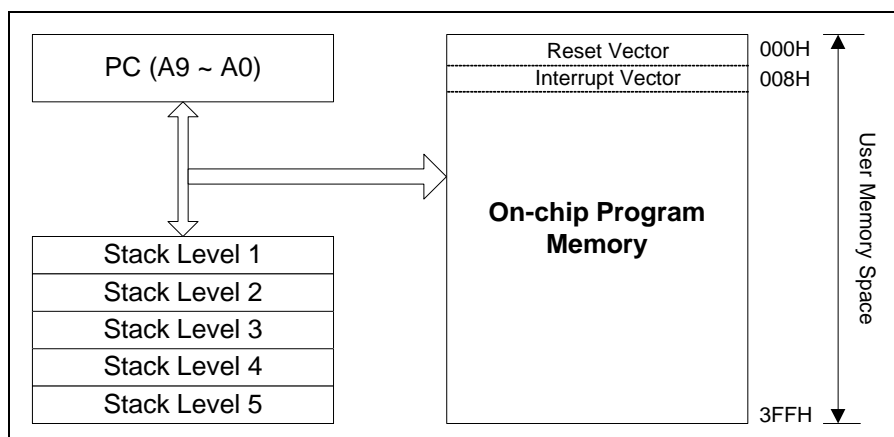 PC (A9 ~ A0)
Stack Level 1
Stack Level 2
Stack Level 3
Stack Level 4
Stack Level 5
Reset Vector
000H
Interrupt Vector
008H
On-chip Program
Memory
3FFH
User Memory Space